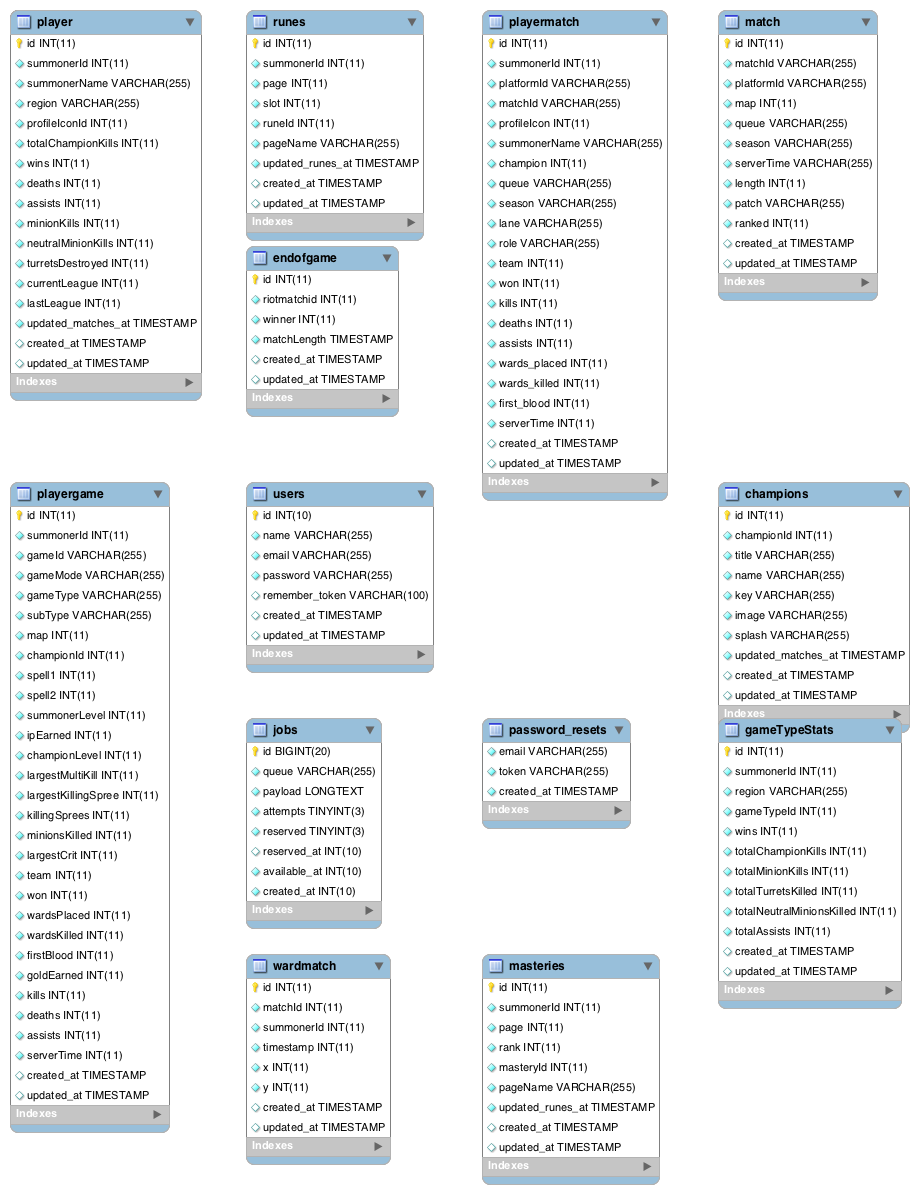 player
id INT(11)
summonerId INT(11)
summonerName VARCHAR(255)
region VARCHAR(255)
profileIconId INT(11)
totalChampionKills INT(11)
wins INT(11)
deaths INT(11)
assists INT(11)
minionKills INT(11)
neutralMinionKills INT(11)
turretsDestroyed INT(11)
currentLeague INT(11)
lastLeague INT(11)
updated_matches_at TIMESTAMP
created_at TIMESTAMP
updated_at TIMESTAMP
Indexes
runes
id INT(11)
summonerId INT(11)
page INT(11)
slot INT(11)
runeId INT(11)
pageName VARCHAR(255)
updated_runes_at TIMESTAMP
created_at TIMESTAMP
updated_at TIMESTAMP
Indexes
endofgame
id INT(11)
riotmatchid INT(11)
winner INT(11)
matchLength TIMESTAMP
created_at TIMESTAMP
updated_at TIMESTAMP
Indexes
playermatch
id INT(11)
summonerId INT(11)
platformId VARCHAR(255)
matchId VARCHAR(255)
profileIcon INT(11)
summonerName VARCHAR(255)
champion INT(11)
queue VARCHAR(255)
season VARCHAR(255)
lane VARCHAR(255)
role VARCHAR(255)
team INT(11)
won INT(11)
kills INT(11)
deaths INT(11)
assists INT(11)
wards_placed INT(11)
wards_killed INT(11)
first_blood INT(11)
serverTime INT(11)
created_at TIMESTAMP
updated_at TIMESTAMP
Indexes
match
id INT(11)
matchId VARCHAR(255)
platformId VARCHAR(255)
map INT(11)
queue VARCHAR(255)
season VARCHAR(255)
serverTime VARCHAR(255)
length INT(11)
patch VARCHAR(255)
ranked INT(11)
created_at TIMESTAMP
updated_at TIMESTAMP
Indexes
playergame
id INT(11)
summonerId INT(11)
gameId VARCHAR(255)
gameMode VARCHAR(255)
gameType VARCHAR(255)
subType VARCHAR(255)
map INT(11)
championId INT(11)
spell1 INT(11)
spell2 INT(11)
summonerLevel INT(11)
ipEarned INT(11)
championLevel INT(11)
largestMultiKill INT(11)
largestKillingSpree INT(11)
killingSprees INT(11)
minionsKilled INT(11)
largestCrit INT(11)
team INT(11)
won INT(11)
wardsPlaced INT(11)
wardsKilled INT(11)
firstBlood INT(11)
goldEarned INT(11)
kills INT(11)
deaths INT(11)
assists INT(11)
serverTime INT(11)
created_at TIMESTAMP
updated_at TIMESTAMP
Indexes
users
id INT(10)
name VARCHAR(255)
email VARCHAR(255)
password VARCHAR(255)
remember_token VARCHAR(100)
created_at TIMESTAMP
updated_at TIMESTAMP
Indexes
champions
id INT(11)
championId INT(11)
title VARCHAR(255)
name VARCHAR(255)
key VARCHAR(255)
image VARCHAR(255)
splash VARCHAR(255)
updated_matches_at TIMESTAMP
created_at TIMESTAMP
updated_at TIMESTAMP
Indexes
jobs
id BIGINT(20)
queue VARCHAR(255)
payload LONGTEXT
attempts TINYINT(3)
reserved TINYINT(3)
reserved_at INT(10)
available_at INT(10)
created_at INT(10)
Indexes
password_resets
email VARCHAR(255)
token VARCHAR(255)
created_at TIMESTAMP
Indexes
gameTypeStats
id INT(11)
summonerId INT(11)
region VARCHAR(255)
gameTypeId INT(11)
wins INT(11)
totalChampionKills INT(11)
totalMinionKills INT(11)
totalTurretsKilled INT(11)
totalNeutralMinionsKilled INT(11)
totalAssists INT(11)
created_at TIMESTAMP
updated_at TIMESTAMP
Indexes
wardmatch
id INT(11)
matchId INT(11)
summonerId INT(11)
timestamp INT(11)
x INT(11)
y INT(11)
created_at TIMESTAMP
updated_at TIMESTAMP
Indexes
masteries
id INT(11)
summonerId INT(11)
page INT(11)
rank INT(11)
masteryId INT(11)
pageName VARCHAR(255)
updated_runes_at TIMESTAMP
created_at TIMESTAMP
updated_at TIMESTAMP
Indexes